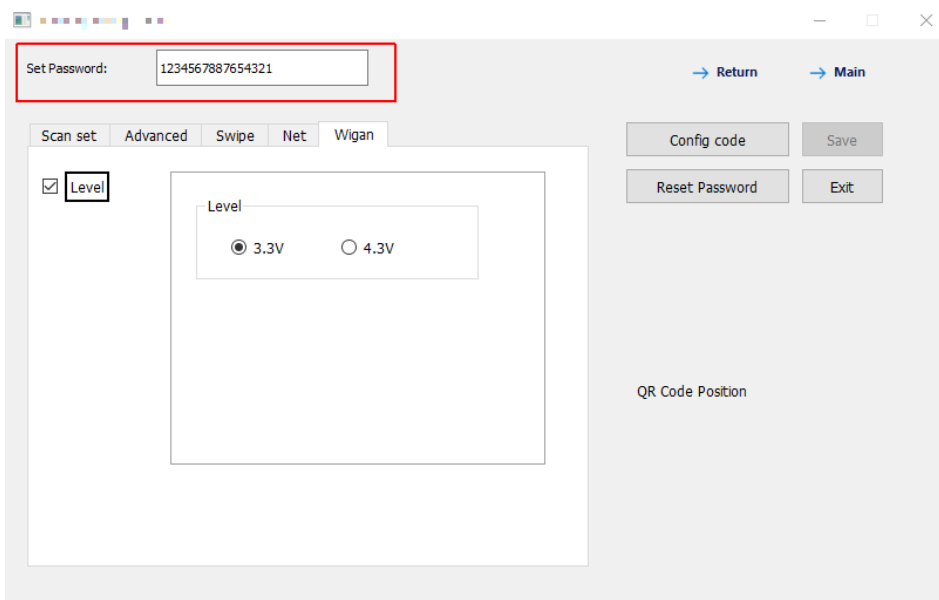 Set Password: 1234567887654321
Return Main
Scan set Advanced Swipe Net Wigan
Config code Save
Level
Reset Password Exit
Level
3.3V 4.3V
QR Code Position